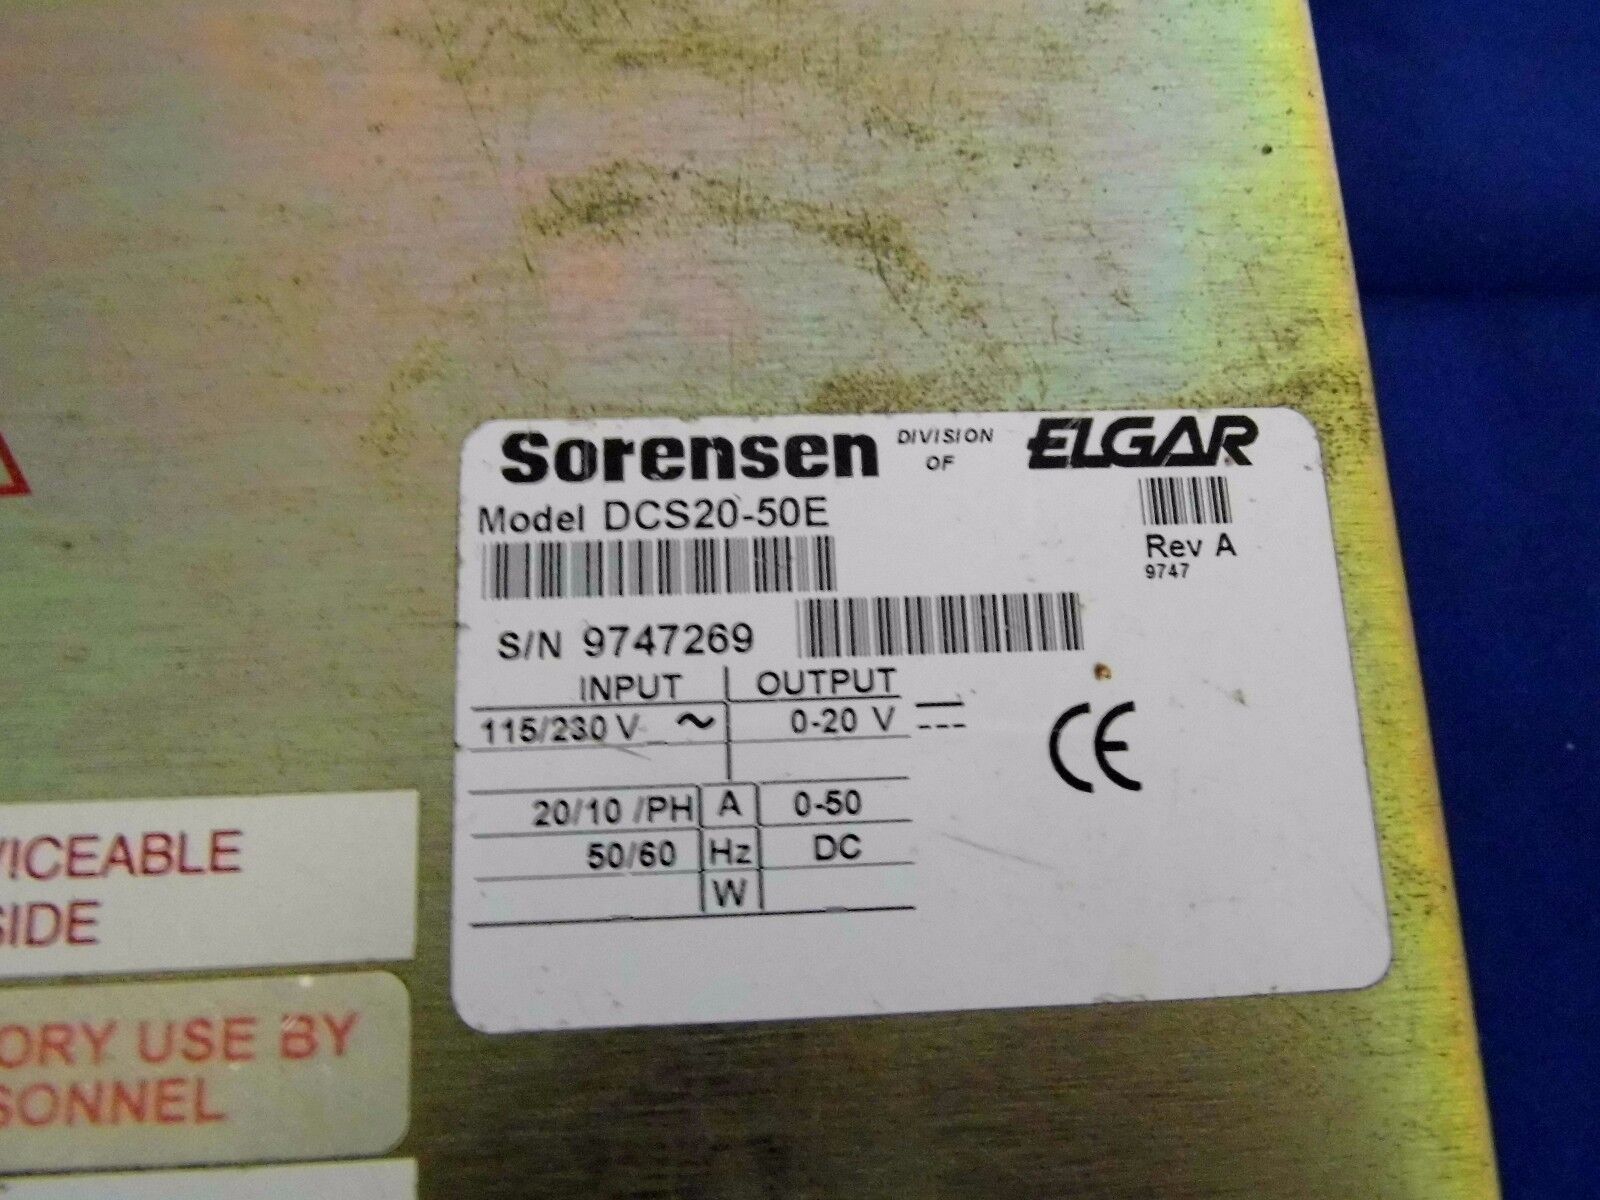 Sorensen DIVISION OF ELGAR
Model DCS20-50E
Rev A
9747
S/N 9747269
INPUT OUTPUT
115/230 V ~ 0-20 V
20/10 /PH A 0-50
50/60 Hz DC
W
CE
VICEABLE
SIDE
ORY USE BY
SONNEL